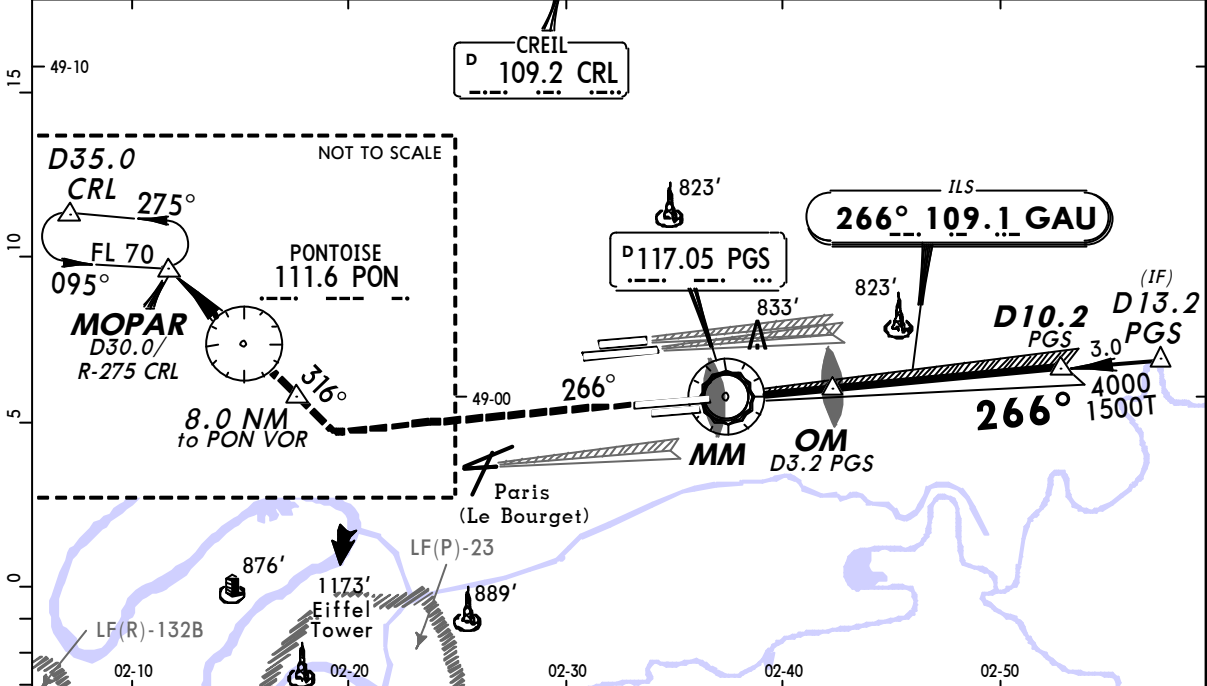 CREIL
D 109.2 CRL
15
49-10
NOT TO SCALE
D35.0
CRL
275°
FL 70
095°
MOPAR
D30.0/
R-275 CRL
PONTOISE
111.6 PON
316°
8.0 NM
to PON VOR
10
5
0
823'
D 117.05 PGS
833'
ILS
266° 109.1 GAU
823'
(IF)
D13.2
PGS
D10.2
PGS
3.0
4000
1500T
266°
266°
49-00
MM
OM
D3.2 PGS
Paris
(Le Bourget)
LF(P)-23
876'
1173'
Eiffel
Tower
889'
LF(R)-132B
02-10
02-20
02-30
02-40
02-50